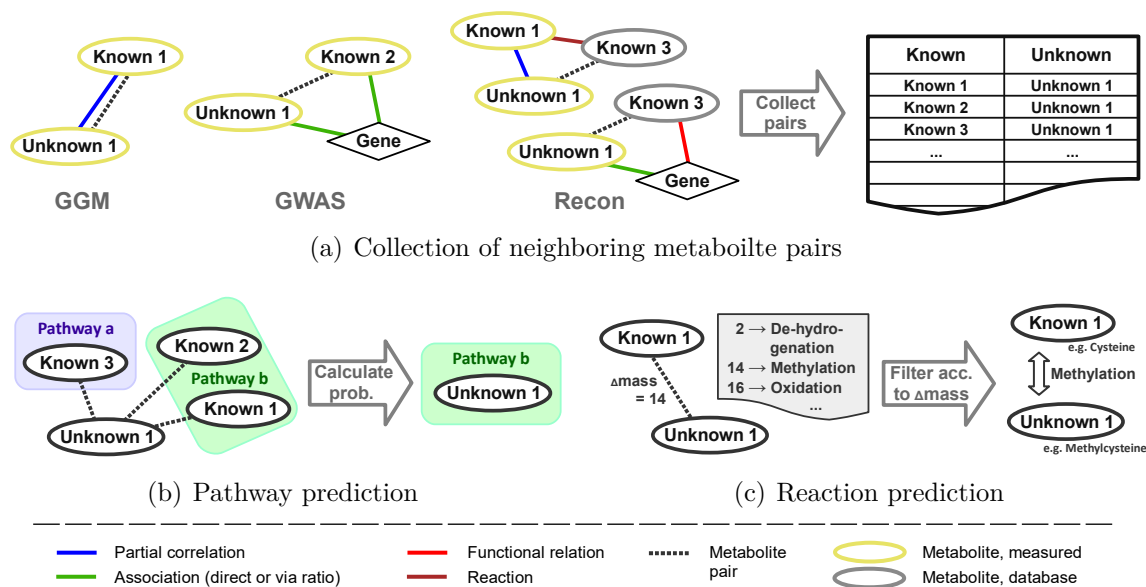 Known 1
Unknown 1
GGM
Known 2
Unknown 1
Gene
GWAS
Known 1
Known 3
Unknown 1
Known 3
Unknown 1
Gene
Recon
Collect
pairs
Known Unknown
Known 1 Unknown 1
Known 2 Unknown 1
Known 3 Unknown 1
... ...
(a) Collection of neighboring metaboilte pairs
Pathway a
Known 3
Known 2
Pathway b
Known 1
Unknown 1
Calculate
prob.
Pathway b
Unknown 1
(b) Pathway prediction
Known 1
Δmass
= 14
Unknown 1
2 → De-hydro-
genation
14 → Methylation
16 → Oxidation
...
Filter acc.
to Δmass
Known 1
e.g. Cysteine
Methylation
Unknown 1
e.g. Methylcysteine
(c) Reaction prediction
Partial correlation
Association (direct or via ratio)
Functional relation
Reaction
Metabolite
pair
Metabolite, measured
Metabolite, database